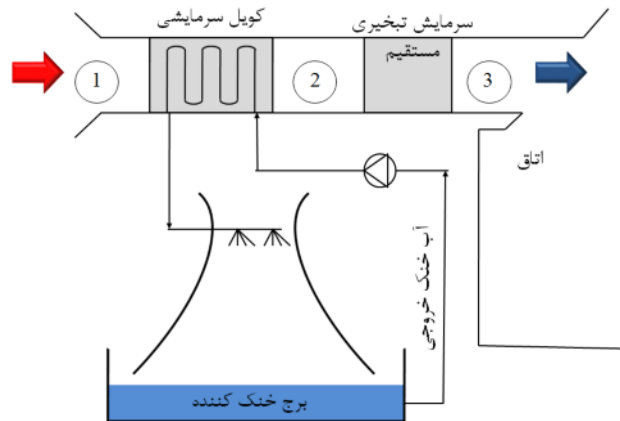 کویل سرمایشی
سرمایش تبخیری
مستقیم
1
2
3
اتاق
آب خنک خروجی
برج خنک کننده